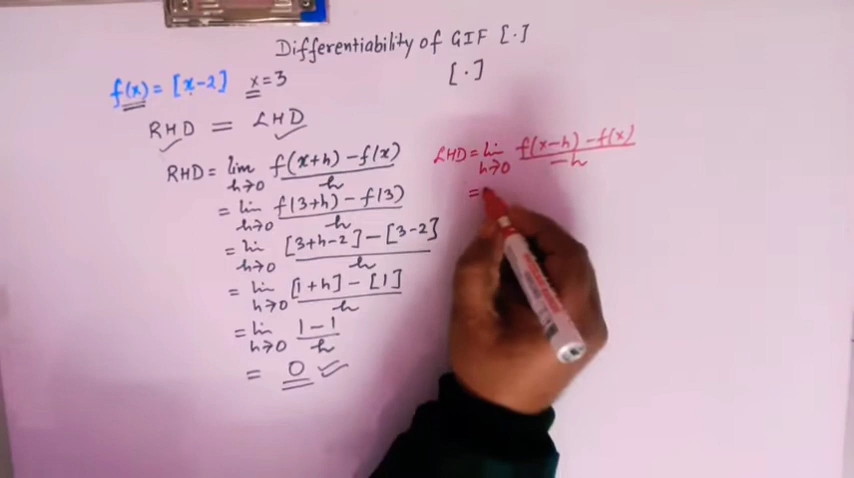 Differentiability of GIF [·]
[·]
f(x) = [x-2] x = 3
RHD = LHD
RHD = lim h→0 f(x+h) - f(x) / h
= lim h→0 f(3+h) - f(3) / h
= lim h→0 [3+h-2] - [3-2] / h
= lim h→0 [1+h] - [1] / h
= lim h→0 1-1 / h
= 0
LHD = lim h→0 f(x-h) - f(x) / -h
=